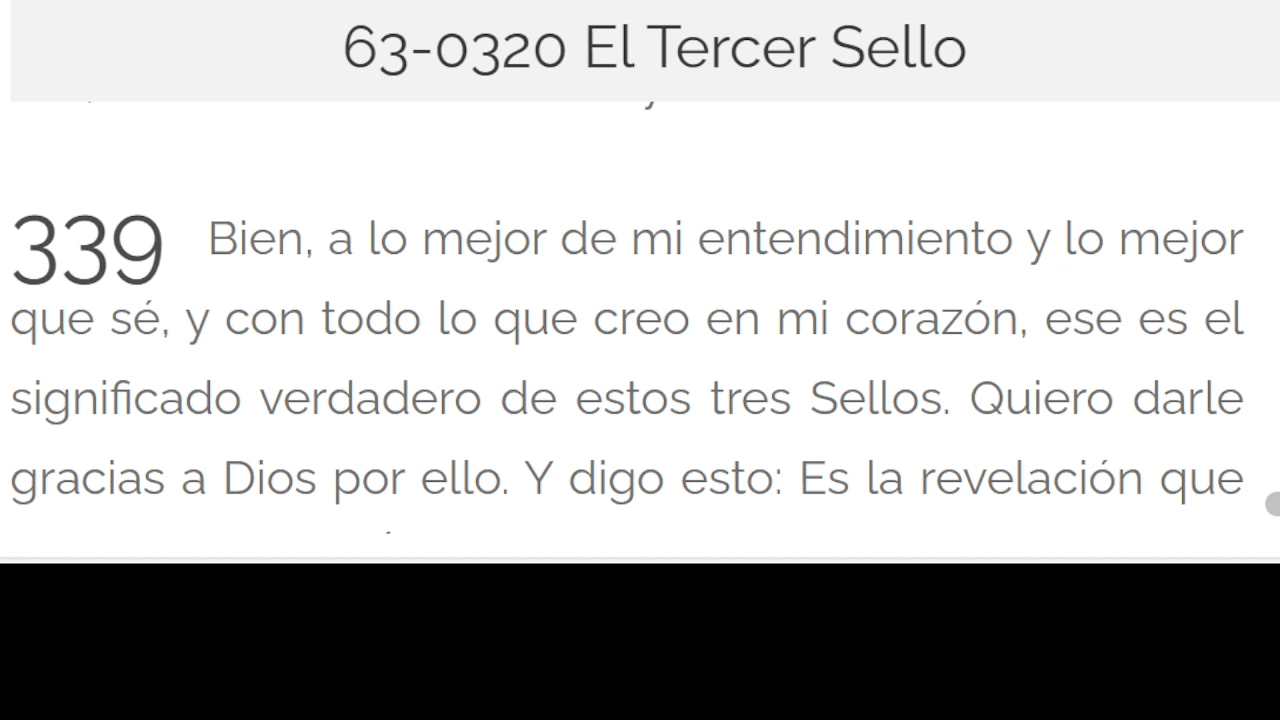 63-0320 El Tercer Sello
339 Bien, a lo mejor de mi entendimiento y lo mejor
que sé, y con todo lo que creo en mi corazón, ese es el
significado verdadero de estos tres Sellos. Quiero darle
gracias a Dios por ello. Y digo esto: Es la revelación que